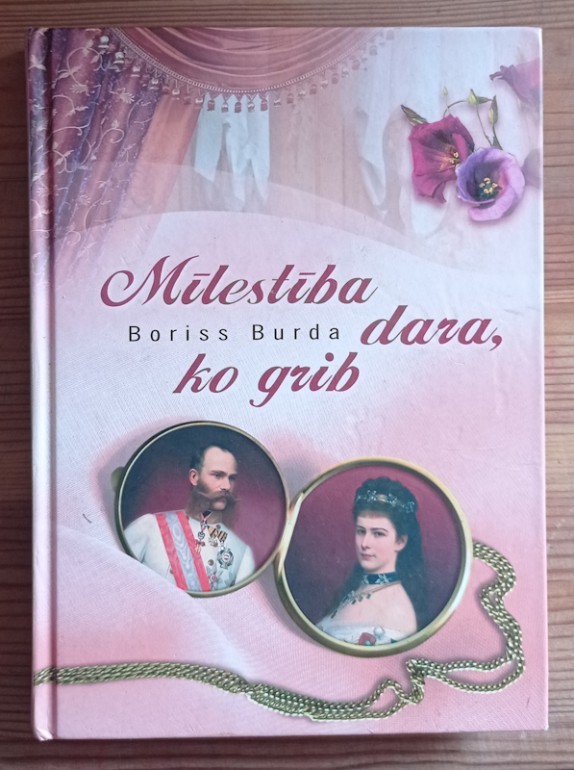 Mīlestība
Boriss Burda
dara,
ko grib